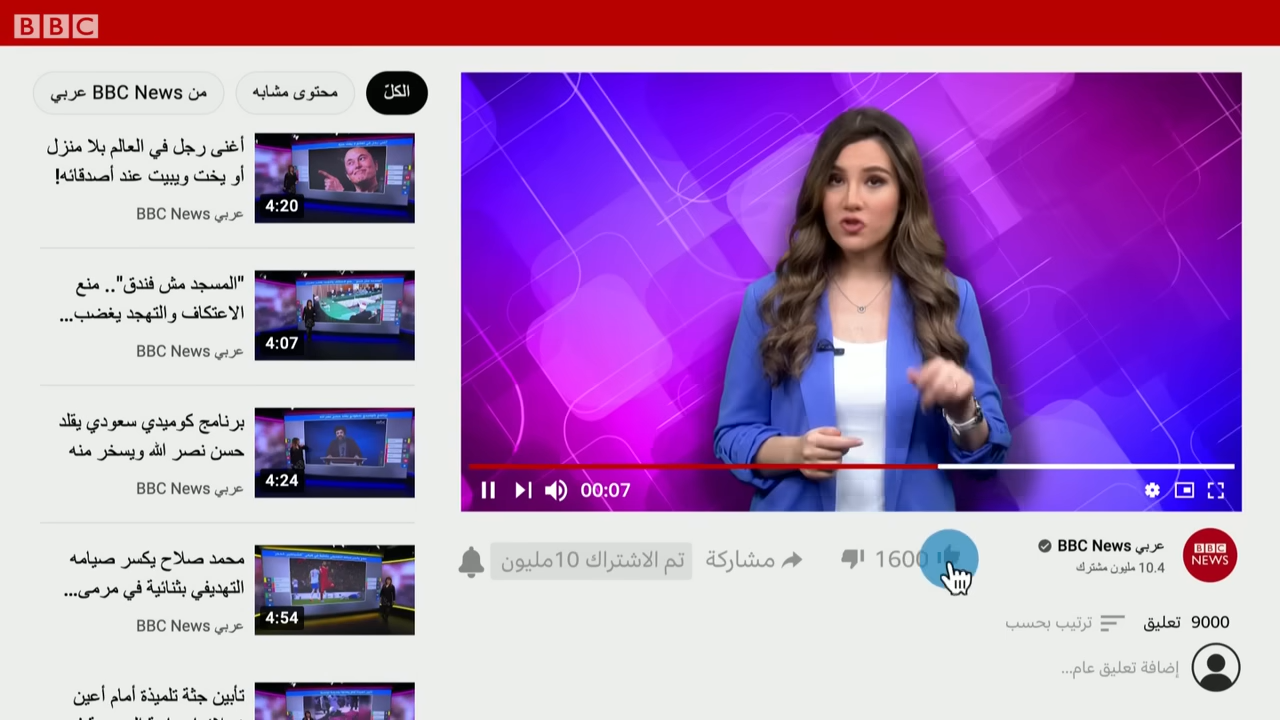 BBC
الكلّ
محتوى مشابه
من BBC News عربي
أغنى رجل في العالم بلا منزل
أو يخت ويبيت عند أصدقائه!
عربي BBC News
4:20
"المسجد مش فندق".. منع
الاعتكاف والتهجد يغضب...
عربي BBC News
4:07
برنامج كوميدي سعودي يقلد
حسن نصر الله ويسخر منه
عربي BBC News
4:24
محمد صلاح يكسر صيامه
التهديفي بثنائية في مرمى...
عربي BBC News
4:54
تأبين جثة تلميذة أمام أعين
00:07
BBC
NEWS
عربي BBC News
10.4 مليون مشترك
1600
مشاركة
تم الاشتراك 10مليون
9000 تعليق
ترتيب بحسب
إضافة تعليق عام...